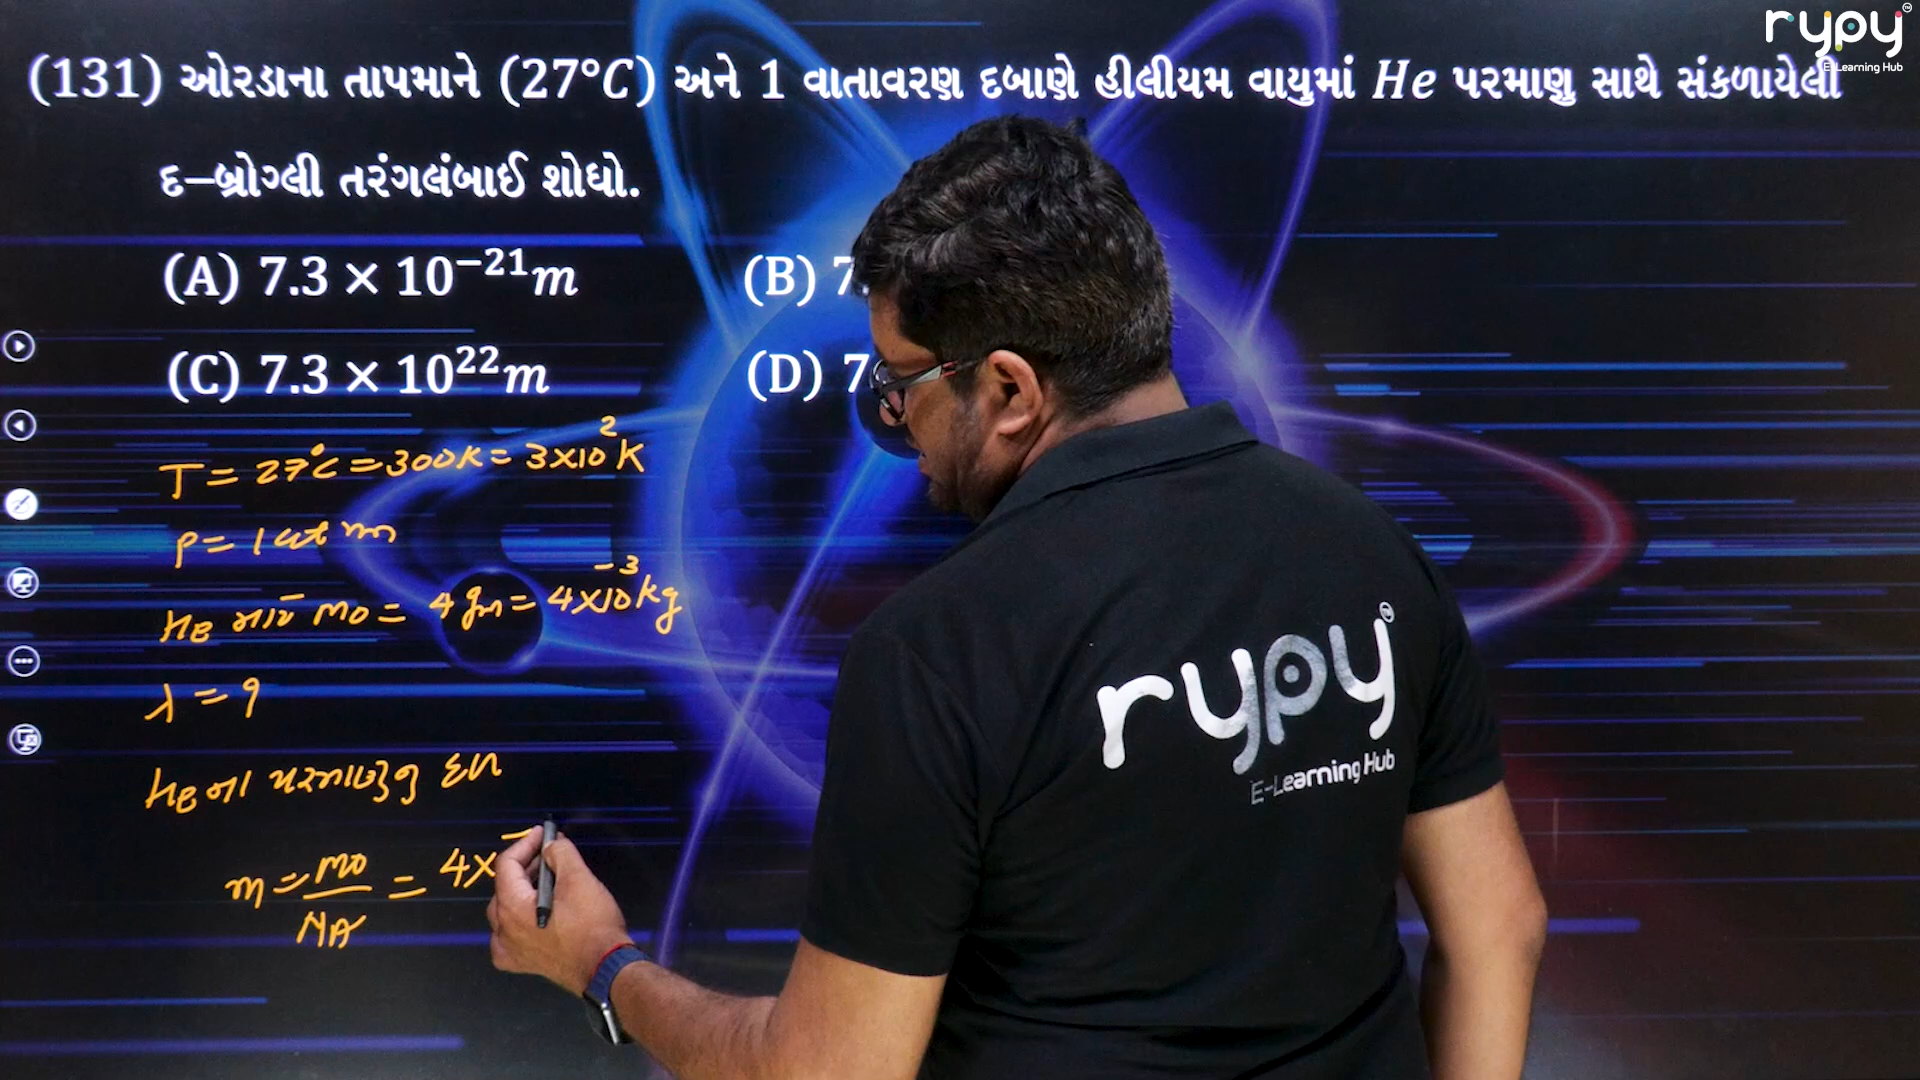 rypy
E-Learning Hub
(131) ઓરડાના તાપમાને (27°C) અને 1 વાતાવરણ દબાણે હીલીયમ વાયુમાં He પરમાણુ સાથે સંકળાયેલી
દ–બ્રોગ્લી તરંગલંબાઈ શોધો.
(A) 7.3 × 10⁻²¹m
(B) 7
(C) 7.3 × 10²²m
(D) 7
T = 27°C = 300K = 3×10² K
P = 1 atm
He માટે M0 = 4 gm = 4×10⁻³ kg
λ = ?
Heના પરમાણુનું દળ
m = M0/NA = 4×
rypy
E-Learning Hub